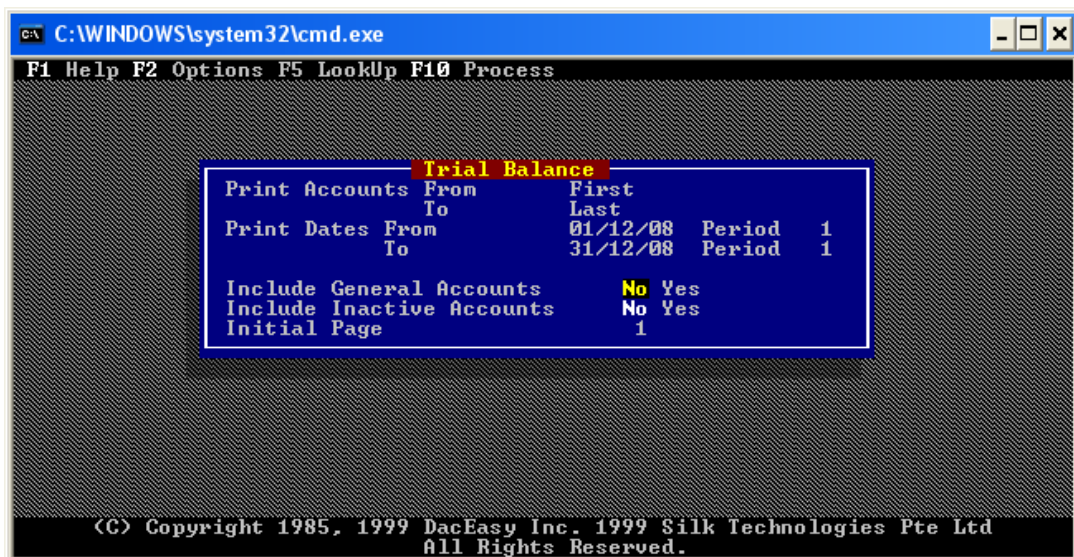 C:\WINDOWS\system32\cmd.exe
F1 Help F2 Options F5 LookUp F10 Process
Trial Balance
Print Accounts From First
To Last
Print Dates From 01/12/08 Period 1
To 31/12/08 Period 1
Include General Accounts No Yes
Include Inactive Accounts No Yes
Initial Page 1
(C) Copyright 1985, 1999 DacEasy Inc. 1999 Silk Technologies Pte Ltd
All Rights Reserved.